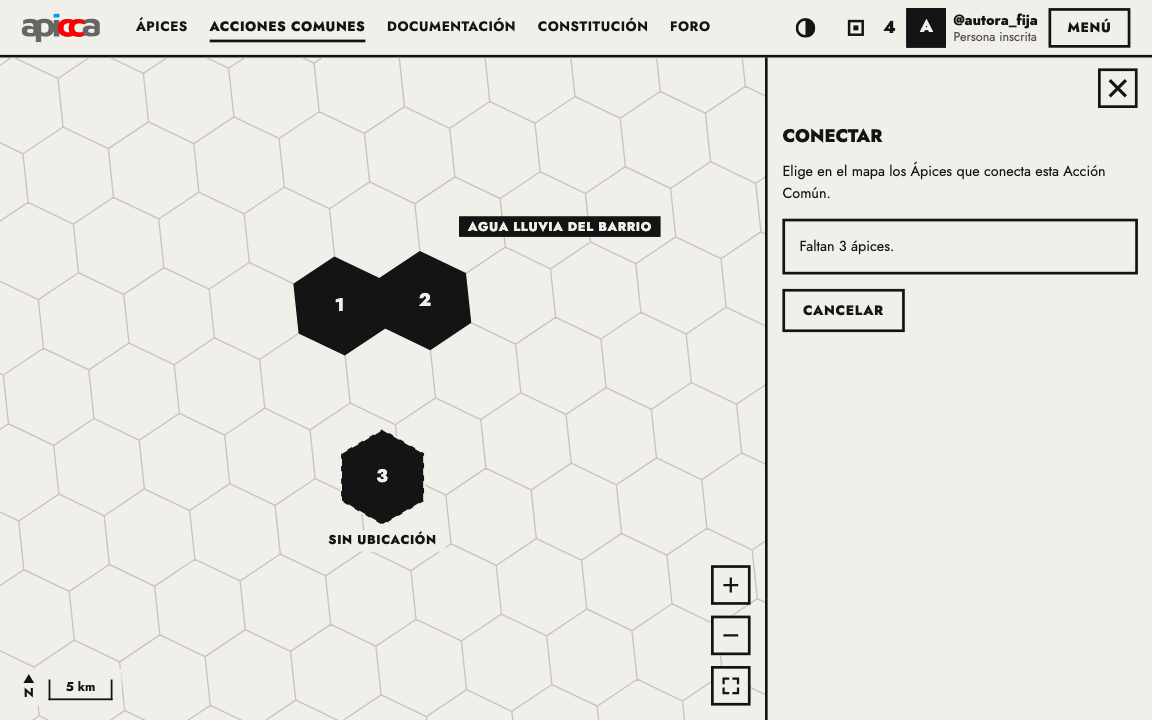 apicca
ÁPICES
ACCIONES COMUNES
DOCUMENTACIÓN
CONSTITUCIÓN
FORO
4
A
@autora_fija
Persona inscrita
MENÚ
AGUA LLUVIA DEL BARRIO
1
2
3
SIN UBICACIÓN
N
5 km
CONECTAR
Elige en el mapa los Ápices que conecta esta Acción
Común.
Faltan 3 ápices.
CANCELAR